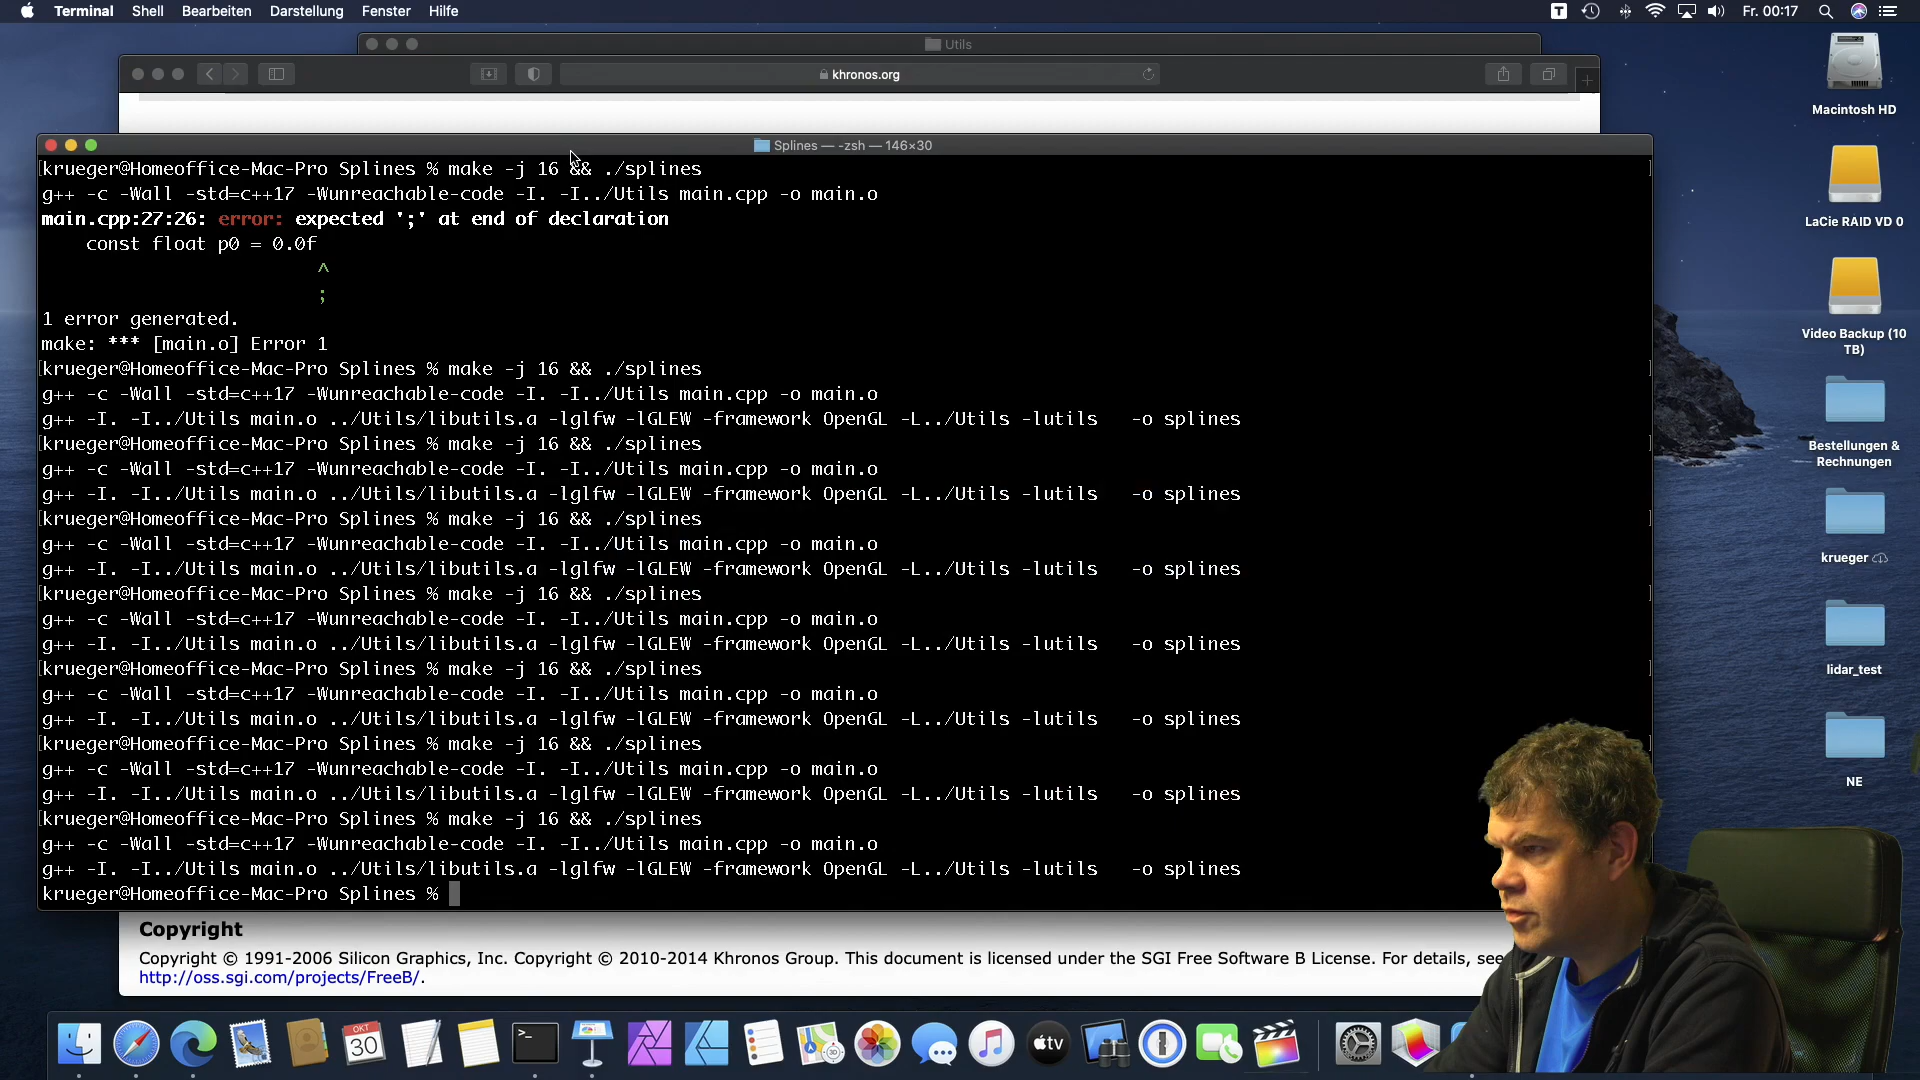 Terminal Shell Bearbeiten Darstellung Fenster Hilfe
Fr. 00:17
Utils
khronos.org
Splines — -zsh — 146×30
krueger@Homeoffice-Mac-Pro Splines % make -j 16 && ./splines
g++ -c -Wall -std=c++17 -Wunreachable-code -I. -I../Utils main.cpp -o main.o
main.cpp:27:26: error: expected ';' at end of declaration
const float p0 = 0.0f
^
;
1 error generated.
make: *** [main.o] Error 1
krueger@Homeoffice-Mac-Pro Splines % make -j 16 && ./splines
g++ -c -Wall -std=c++17 -Wunreachable-code -I. -I../Utils main.cpp -o main.o
g++ -I. -I../Utils main.o ../Utils/libutils.a -lglfw -lGLEW -framework OpenGL -L../Utils -lutils -o splines
krueger@Homeoffice-Mac-Pro Splines % make -j 16 && ./splines
g++ -c -Wall -std=c++17 -Wunreachable-code -I. -I../Utils main.cpp -o main.o
g++ -I. -I../Utils main.o ../Utils/libutils.a -lglfw -lGLEW -framework OpenGL -L../Utils -lutils -o splines
krueger@Homeoffice-Mac-Pro Splines % make -j 16 && ./splines
g++ -c -Wall -std=c++17 -Wunreachable-code -I. -I../Utils main.cpp -o main.o
g++ -I. -I../Utils main.o ../Utils/libutils.a -lglfw -lGLEW -framework OpenGL -L../Utils -lutils -o splines
krueger@Homeoffice-Mac-Pro Splines % make -j 16 && ./splines
g++ -c -Wall -std=c++17 -Wunreachable-code -I. -I../Utils main.cpp -o main.o
g++ -I. -I../Utils main.o ../Utils/libutils.a -lglfw -lGLEW -framework OpenGL -L../Utils -lutils -o splines
krueger@Homeoffice-Mac-Pro Splines % make -j 16 && ./splines
g++ -c -Wall -std=c++17 -Wunreachable-code -I. -I../Utils main.cpp -o main.o
g++ -I. -I../Utils main.o ../Utils/libutils.a -lglfw -lGLEW -framework OpenGL -L../Utils -lutils -o splines
krueger@Homeoffice-Mac-Pro Splines % make -j 16 && ./splines
g++ -c -Wall -std=c++17 -Wunreachable-code -I. -I../Utils main.cpp -o main.o
g++ -I. -I../Utils main.o ../Utils/libutils.a -lglfw -lGLEW -framework OpenGL -L../Utils -lutils -o splines
krueger@Homeoffice-Mac-Pro Splines % make -j 16 && ./splines
g++ -c -Wall -std=c++17 -Wunreachable-code -I. -I../Utils main.cpp -o main.o
g++ -I. -I../Utils main.o ../Utils/libutils.a -lglfw -lGLEW -framework OpenGL -L../Utils -lutils -o splines
krueger@Homeoffice-Mac-Pro Splines %
Copyright
Copyright © 1991-2006 Silicon Graphics, Inc. Copyright © 2010-2014 Khronos Group. This document is licensed under the SGI Free Software B License. For details, see
http://oss.sgi.com/projects/FreeB/.
Macintosh HD
LaCie RAID VD 0
Video Backup (10
TB)
Bestellungen &
Rechnungen
krueger
lidar_test
NE
OKT
30
tv